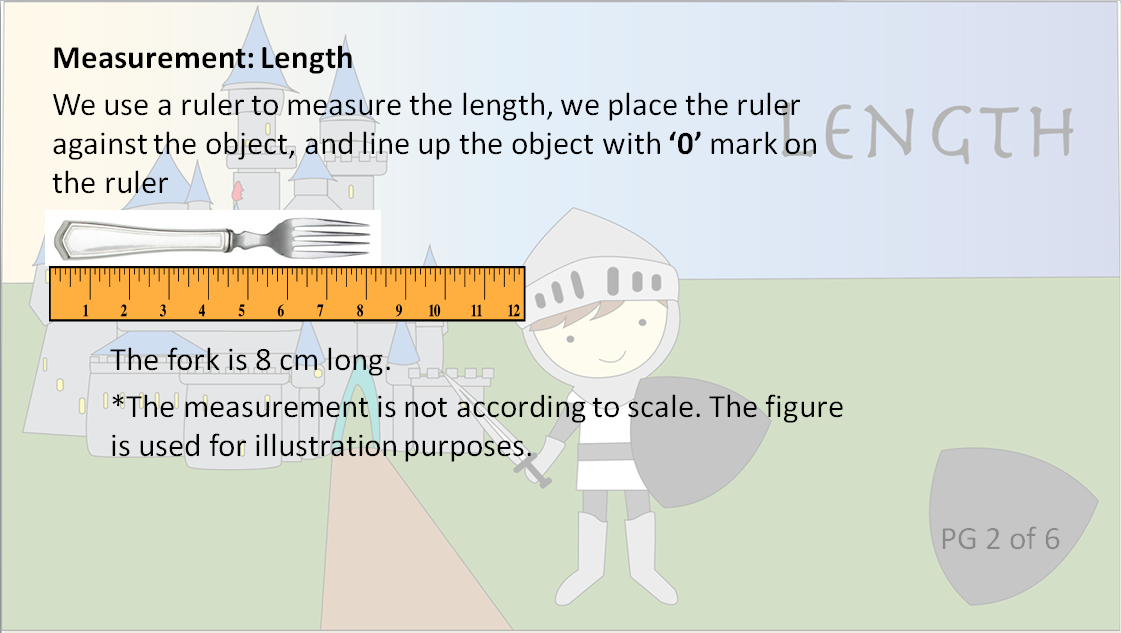 Measurement: Length
We use a ruler to measure the length, we place the ruler
against the object, and line up the object with ‘0’ mark on
the ruler
LENGTH
1 2 3 4 5 6 7 8 9 10 11 12
The fork is 8 cm long.
*The measurement is not according to scale. The figure
is used for illustration purposes.
PG 2 of 6